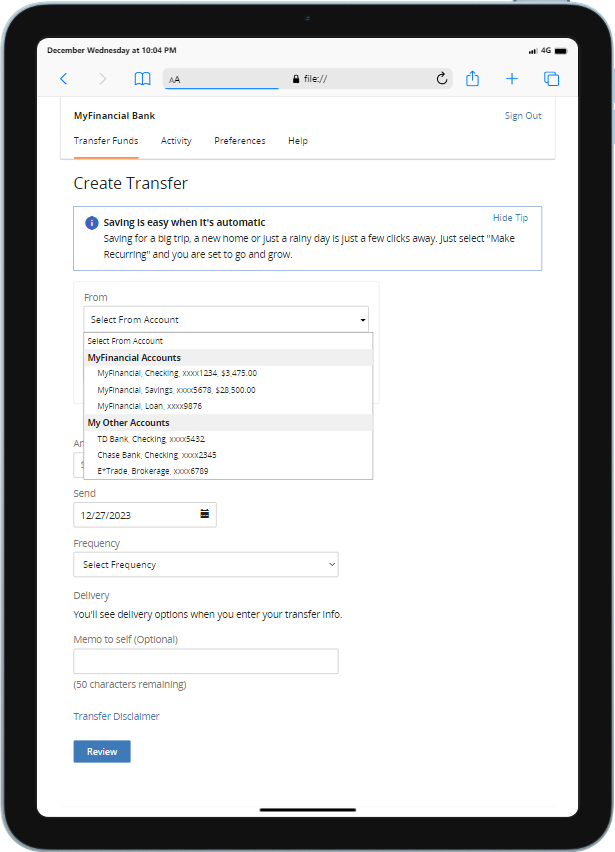 December Wednesday at 10:04 PM
4G
AA
file://
MyFinancial Bank
Sign Out
Transfer Funds
Activity
Preferences
Help
Create Transfer
Saving is easy when it's automatic
Hide Tip
Saving for a big trip, a new home or just a rainy day is just a few clicks away. Just select "Make
Recurring" and you are set to go and grow.
From
Select From Account
Select From Account
MyFinancial Accounts
MyFinancial, Checking, xxxx1234, $3,475.00
MyFinancial, Savings, xxxx5678, $28,500.00
MyFinancial, Loan, xxxx9876
My Other Accounts
TD Bank, Checking, xxxx5432
Chase Bank, Checking, xxxx2345
E*Trade, Brokerage, xxxx6789
Send
12/27/2023
Frequency
Select Frequency
Delivery
You'll see delivery options when you enter your transfer info.
Memo to self (Optional)
(50 characters remaining)
Transfer Disclaimer
Review